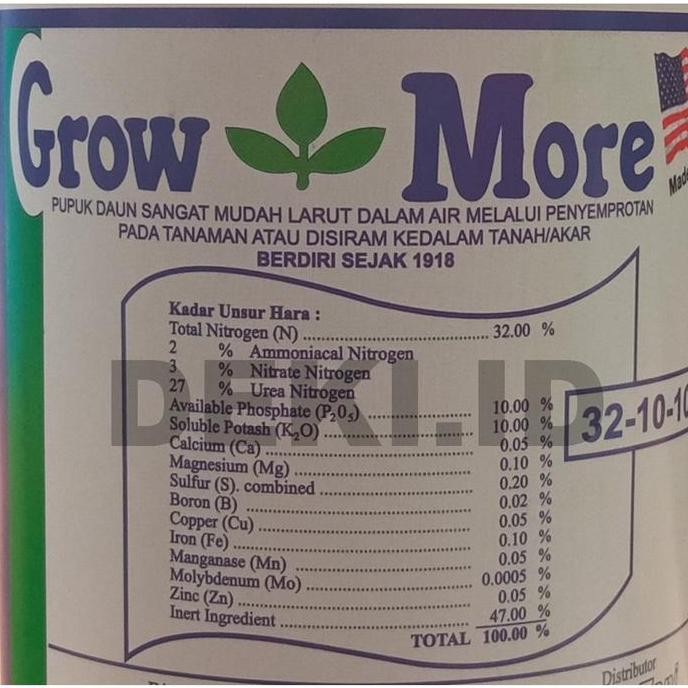 Grow More
Made
PUPUK DAUN SANGAT MUDAH LARUT DALAM AIR MELALUI PENYEMPROTAN
PADA TANAMAN ATAU DISIRAM KEDALAM TANAH/AKAR
BERDIRI SEJAK 1918
Kadar Unsur Hara :
Total Nitrogen (N) ........................ 32.00 %
2 % Ammoniacal Nitrogen
3 % Nitrate Nitrogen
27 % Urea Nitrogen
Available Phosphate (P₂0₅) ........................ 10.00 %
Soluble Potash (K₂O) ........................ 10.00 %
Calcium (Ca) ........................ 0.05 %
Magnesium (Mg) ........................ 0.10 %
Sulfur (S). combined ........................ 0.20 %
Boron (B) ........................ 0.02 %
Copper (Cu) ........................ 0.05 %
Iron (Fe) ........................ 0.10 %
Manganase (Mn) ........................ 0.05 %
Molybdenum (Mo) ........................ 0.0005 %
Zinc (Zn) ........................ 0.05 %
Inert Ingredient ........................ 47.00 %
TOTAL 100.00 %
32-10-10
DEKI.ID
Distributor